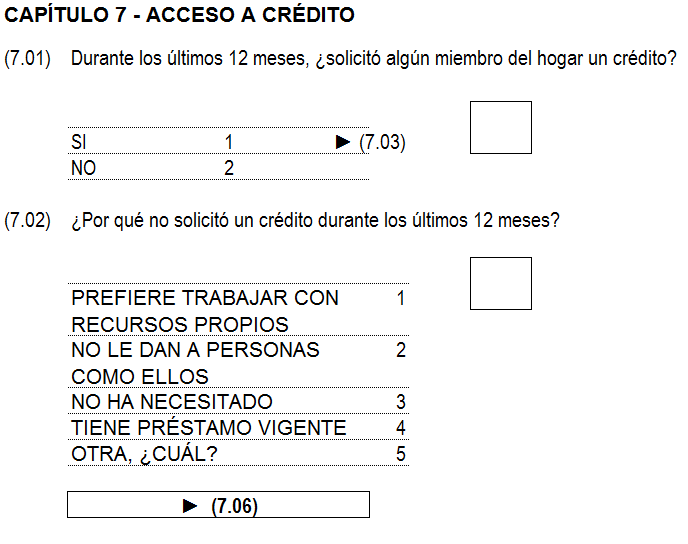 CAPÍTULO 7 - ACCESO A CRÉDITO
(7.01) Durante los últimos 12 meses, ¿solicitó algún miembro del hogar un crédito?
SI 1 ► (7.03)
NO 2
(7.02) ¿Por qué no solicitó un crédito durante los últimos 12 meses?
PREFIERE TRABAJAR CON 1
RECURSOS PROPIOS
NO LE DAN A PERSONAS 2
COMO ELLOS
NO HA NECESITADO 3
TIENE PRÉSTAMO VIGENTE 4
OTRA, ¿CUÁL? 5
► (7.06)